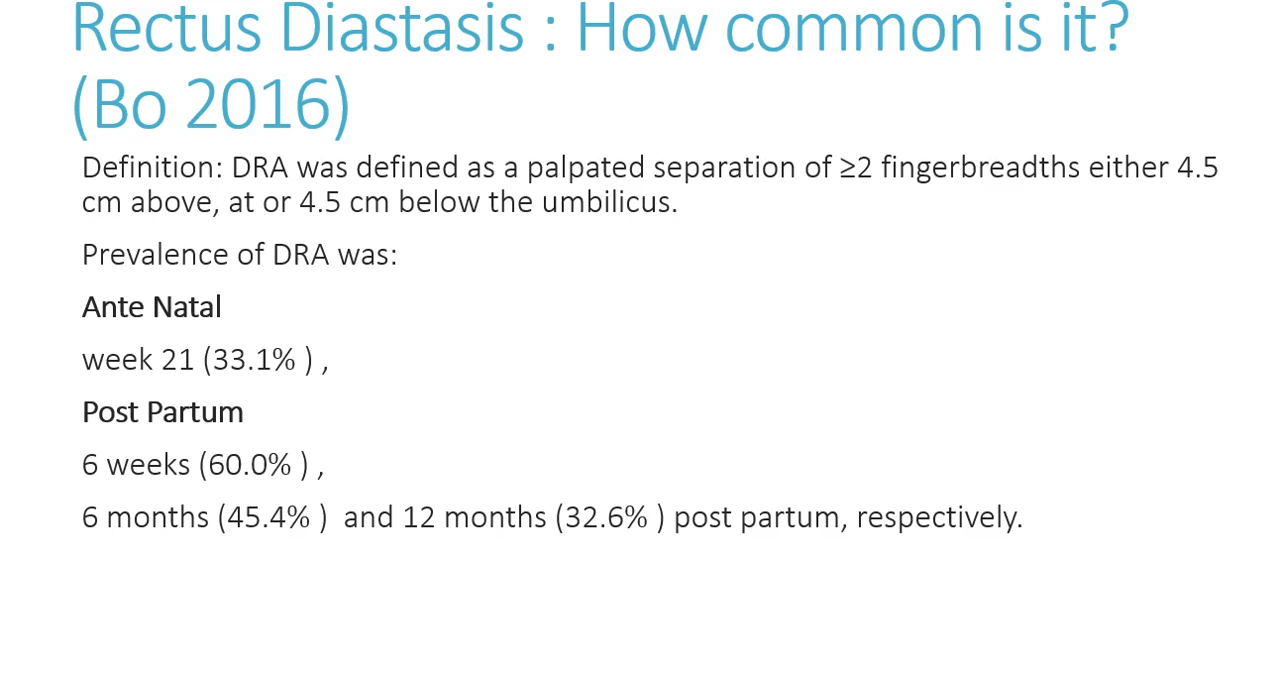 Rectus Diastasis : How common is it?
(Bo 2016)
Definition: DRA was defined as a palpated separation of ≥2 fingerbreadths either 4.5
cm above, at or 4.5 cm below the umbilicus.
Prevalence of DRA was:
Ante Natal
week 21 (33.1% ) ,
Post Partum
6 weeks (60.0% ) ,
6 months (45.4% )  and 12 months (32.6% ) post partum, respectively.